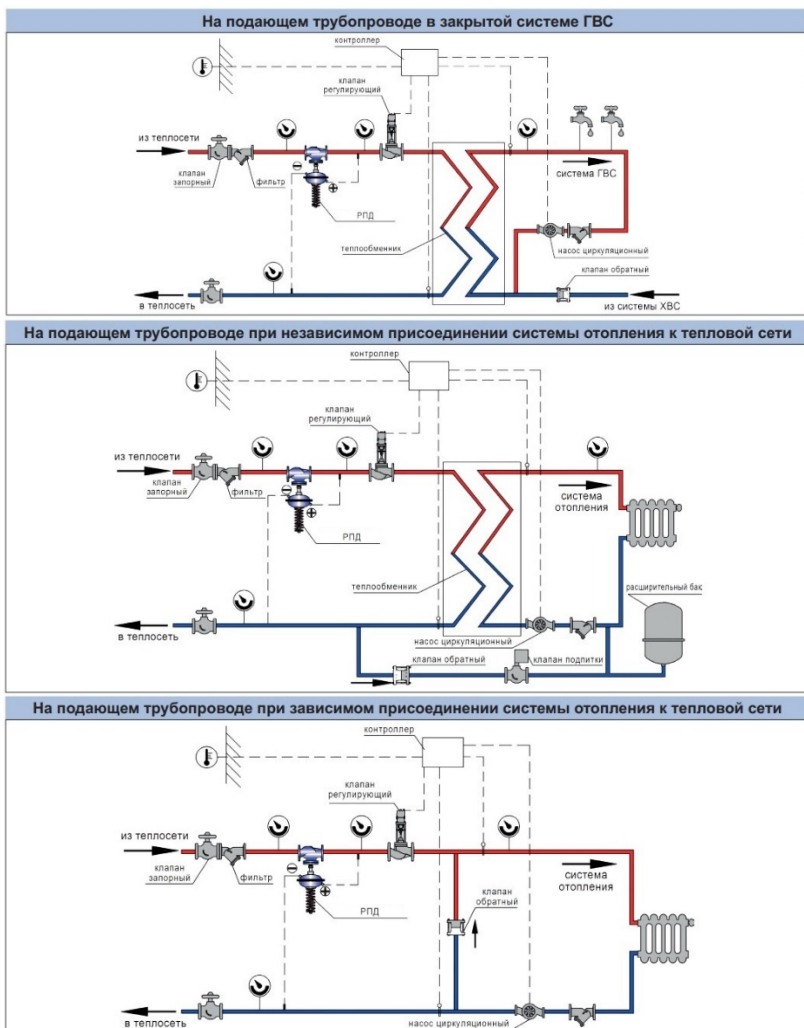 На подающем трубопроводе в закрытой системе ГВС
контроллер
клапан
регулирующий
из теплосети
клапан
запорный
фильтр
РПД
система ГВС
теплообменник
насос циркуляционный
клапан обратный
в теплосеть
из системы ХВС
На подающем трубопроводе при независимом присоединении системы отопления к тепловой сети
контроллер
клапан
регулирующий
из теплосети
клапан
запорный
фильтр
РПД
система
отопления
теплообменник
расширительный бак
в теплосеть
насос циркуляционный
клапан обратный
клапан подпитки
На подающем трубопроводе при зависимом присоединении системы отопления к тепловой сети
контроллер
клапан
регулирующий
из теплосети
клапан
запорный
фильтр
РПД
система
отопления
клапан
обратный
в теплосеть
насос циркуляционный